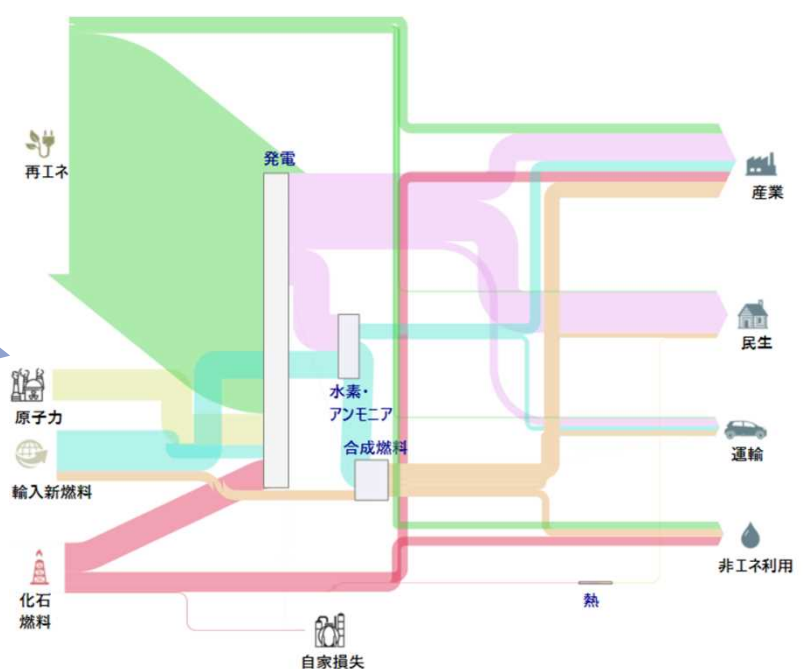 発電
再エネ
産業
民生
原子力
水素・
アンモニア
合成燃料
運輸
輸入新燃料
非エネ利用
化石
燃料
熱
自家損失